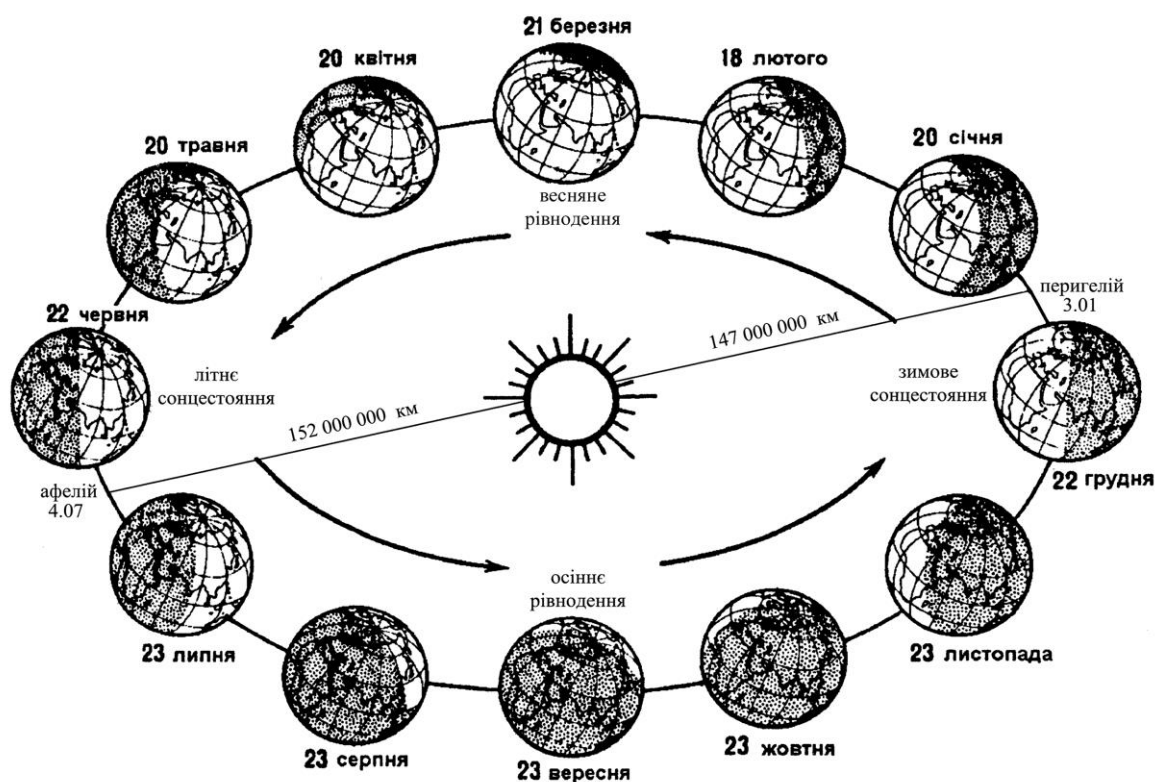 21 березня
20 квітня
18 лютого
20 травня
20 січня
весняне
рівнодення
22 червня
перигелій
3.01
147 000 000 км
літнє
сонцестояння
зимове
сонцестояння
152 000 000 км
афелій
4.07
22 грудня
осіннє
рівнодення
23 липня
23 листопада
23 серпня
23 вересня
23 жовтня